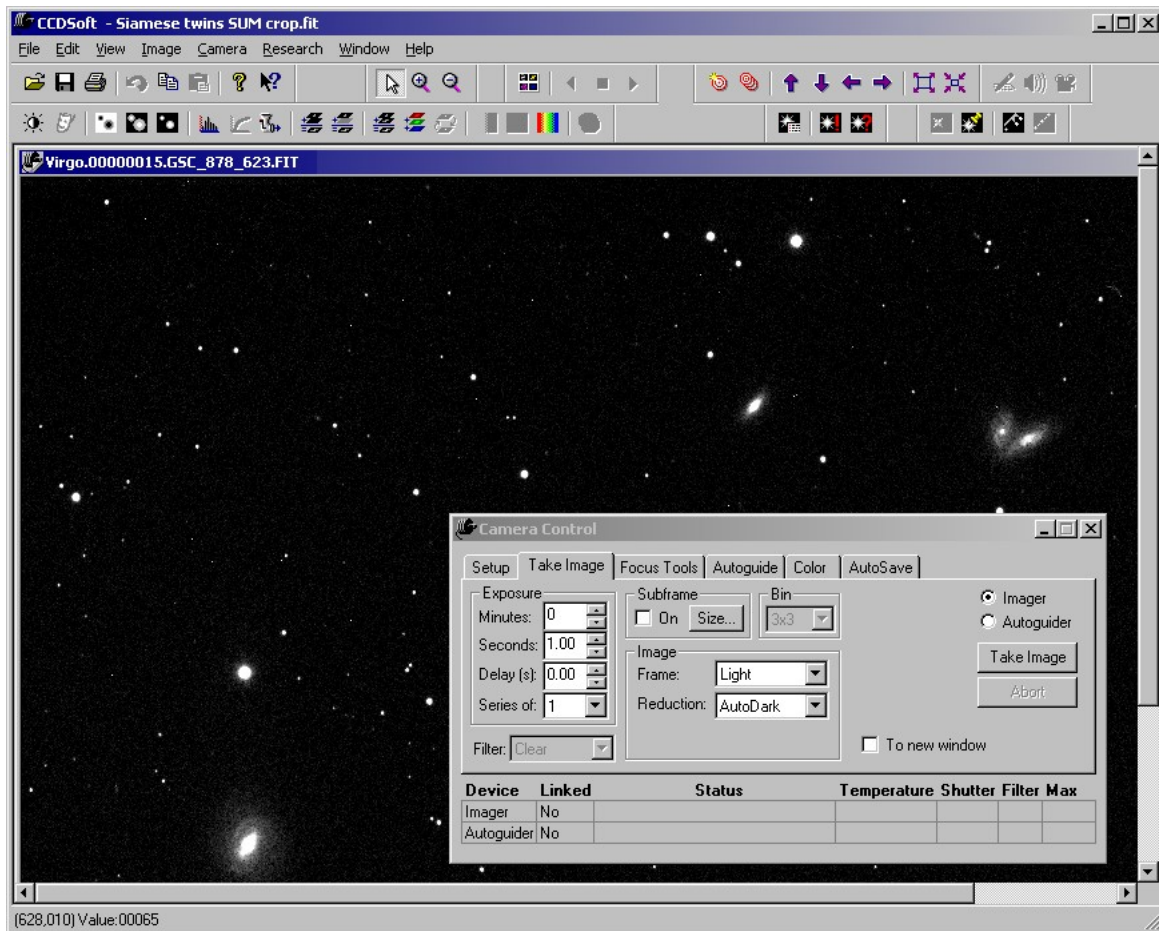 CCDSoft - Siamese twins SUM crop.fit
File Edit View Image Camera Research Window Help
Virgo.00000015.GSC_878_623.FIT
Camera Control
Setup Take Image Focus Tools Autoguide Color AutoSave
Exposure
Minutes: 0
Seconds: 1.00
Delay (s): 0.00
Series of: 1
Filter: Clear
Subframe
On Size...
Bin
3x3
Image
Frame: Light
Reduction: AutoDark
Imager
Autoguider
Take Image
Abort
To new window
Device Linked Status Temperature Shutter Filter Max
Imager No
Autoguider No
(628,010) Value:00065